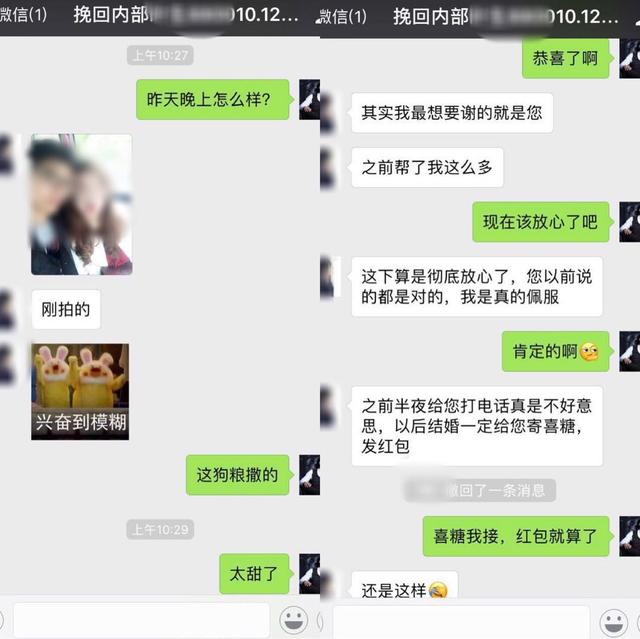 微信(1) 挽回内部 010.12...
上午10:27
昨天晚上怎么样？
刚拍的
兴奋到模糊
这狗粮撒的
上午10:29
太甜了
微信(1) 挽回内部 010.12...
恭喜了啊
其实我最想要谢的就是您
之前帮了我这么多
现在该放心了吧
这下算是彻底放心了，您以前说
的都是对的，我是真的佩服
肯定的啊
之前半夜给您打电话真是不好意
思，以后结婚一定给您寄喜糖，
发红包
撤回了一条消息
喜糖我接，红包就算了
还是这样